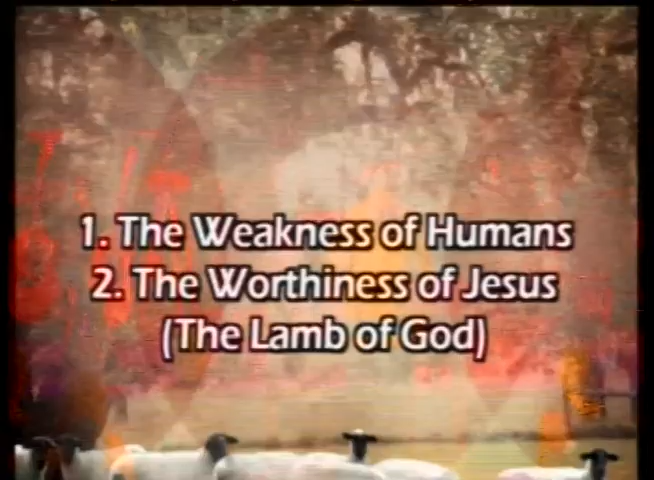 1. The Weakness of Humans
2. The Worthiness of Jesus
(The Lamb of God)